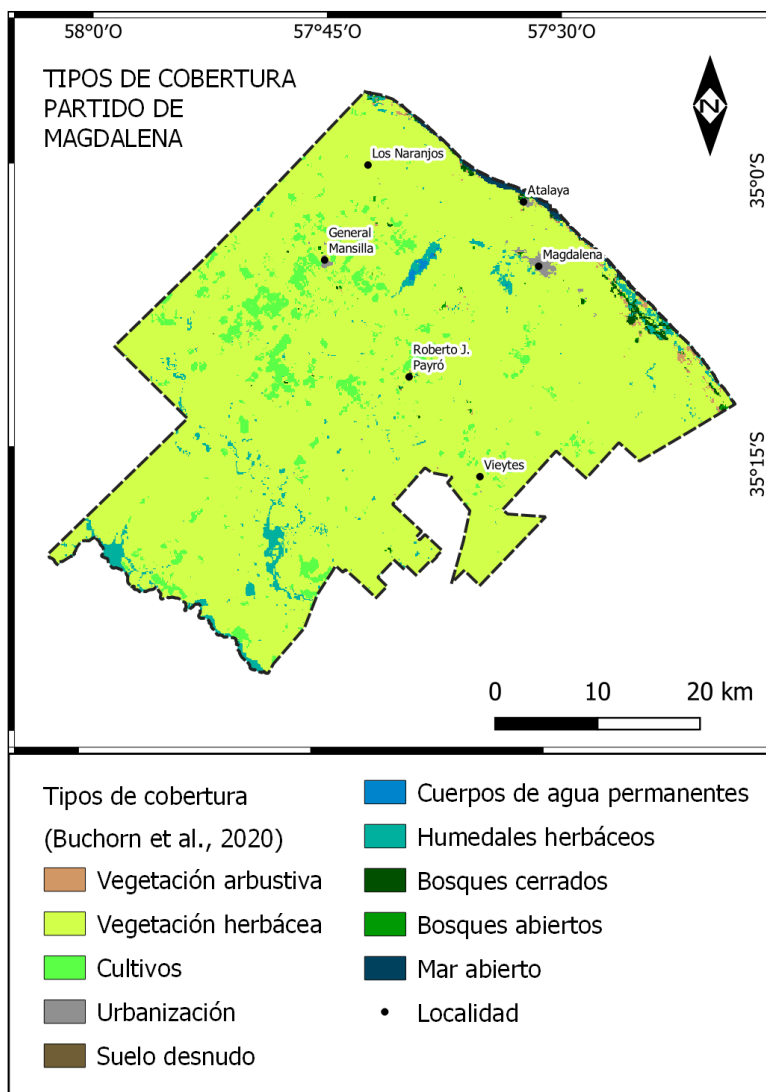 58°0’O
57°45’O
57°30’O
TIPOS DE COBERTURA
PARTIDO DE
MAGDALENA
N
35°0’S
35°15’S
Los Naranjos
Atalaya
General
Mansilla
Magdalena
Roberto J.
Payró
Vieytes
0
10
20 km
Tipos de cobertura
(Buchorn et al., 2020)
Vegetación arbustiva
Vegetación herbácea
Cultivos
Urbanización
Suelo desnudo
Cuerpos de agua permanentes
Humedales herbáceos
Bosques cerrados
Bosques abiertos
Mar abierto
Localidad